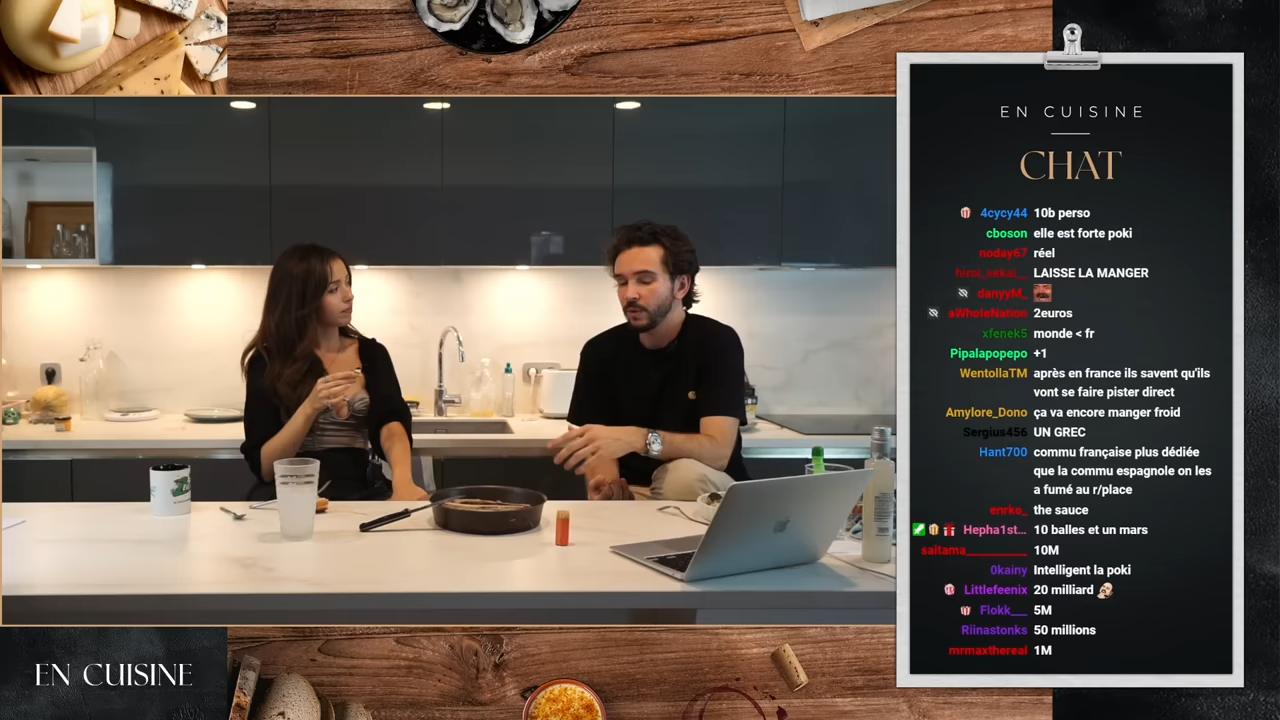 EN CUISINE
CHAT
4cycy44 10b perso
cboson elle est forte poki
noday67 réel
hiroi_sekai__ LAISSE LA MANGER
danyyM_
aWholeNation 2euros
xfenek5 monde < fr
Pipalapopepo +1
WentollaTM après en france ils savent qu'ils
vont se faire pister direct
Amylore_Dono ça va encore manger froid
Sergius456 UN GREC
Hant700 commu française plus dédiée
que la commu espagnole on les
a fumé au r/place
enrko_ the sauce
Hepha1st... 10 balles et un mars
saitama__________ 10M
0kainy Intelligent la poki
Littlefeenix 20 milliard
Flokk___ 5M
Riinastonks 50 millions
mrmaxthereal 1M
EN CUISINE